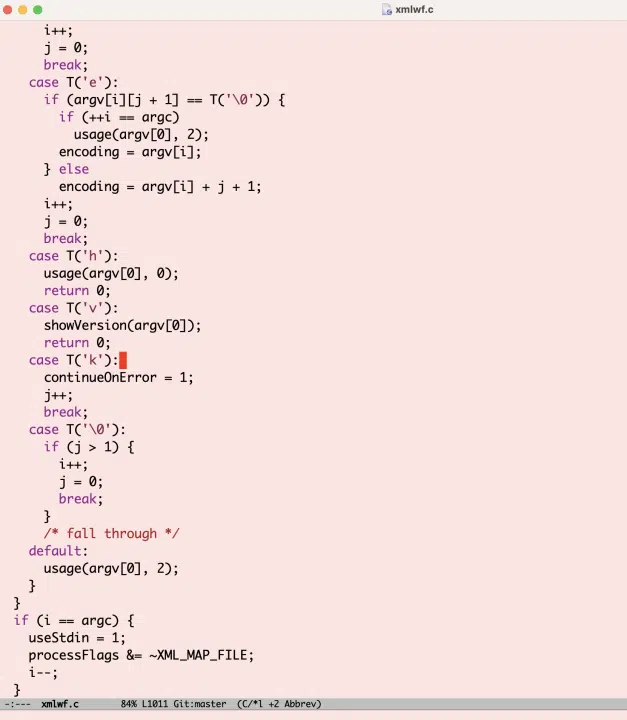 xmlwf.c
i++;
j = 0;
break;
case T('e'):
if (argv[i][j + 1] == T('\0')) {
if (++i == argc)
usage(argv[0], 2);
encoding = argv[i];
} else
encoding = argv[i] + j + 1;
i++;
j = 0;
break;
case T('h'):
usage(argv[0], 0);
return 0;
case T('v'):
showVersion(argv[0]);
return 0;
case T('k'):
continueOnError = 1;
j++;
break;
case T('\0'):
if (j > 1) {
i++;
j = 0;
break;
}
/* fall through */
default:
usage(argv[0], 2);
}
}
if (i == argc) {
useStdin = 1;
processFlags &= ~XML_MAP_FILE;
i--;
}
-:--- xmlwf.c 84% L1011 Git:master (C/*l +2 Abbrev)